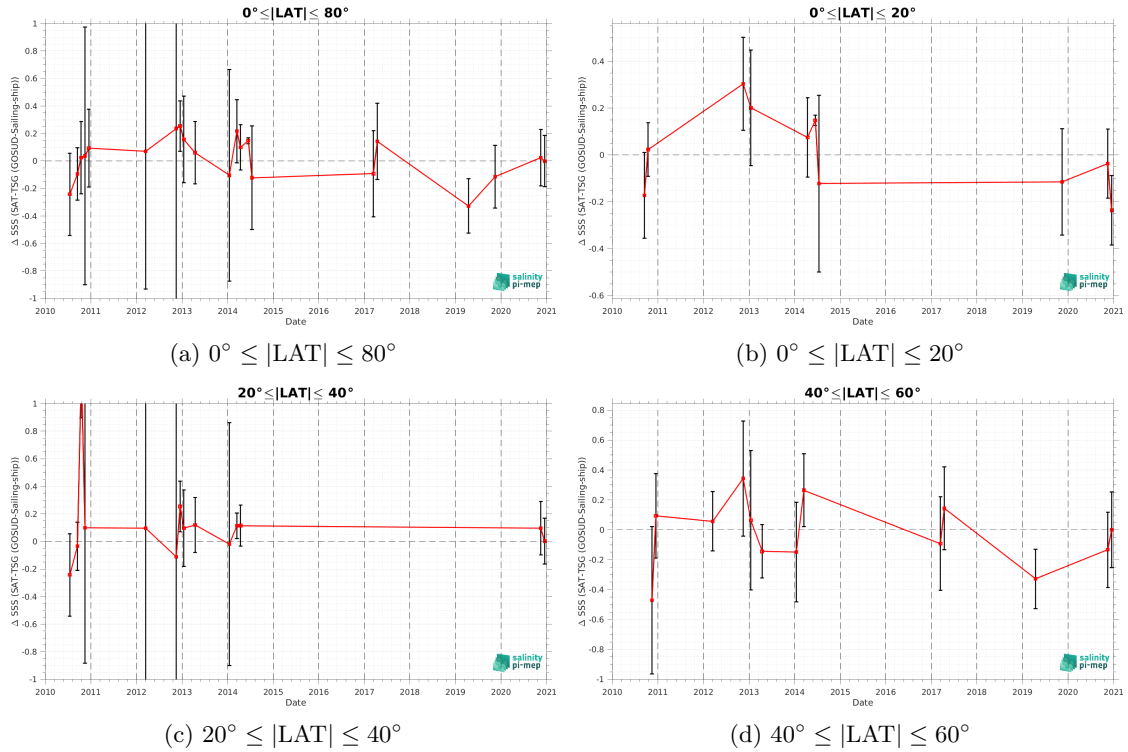 0°≤|LAT|≤ 80°
Δ SSS (SAT-TSG (GOSUD-Sailing-ship))
1
0.8
0.6
0.4
0.2
0
-0.2
-0.4
-0.6
-0.8
-1
2010 2011 2012 2013 2014 2015 2016 2017 2018 2019 2020 2021
Date
salinity
pi-mep
(a) 0° ≤ |LAT| ≤ 80°
0°≤|LAT|≤ 20°
Δ SSS (SAT-TSG (GOSUD-Sailing-ship))
0.4
0.2
0
-0.2
-0.4
-0.6
2010 2011 2012 2013 2014 2015 2016 2017 2018 2019 2020 2021
Date
salinity
pi-mep
(b) 0° ≤ |LAT| ≤ 20°
20°≤|LAT|≤ 40°
Δ SSS (SAT-TSG (GOSUD-Sailing-ship))
1
0.8
0.6
0.4
0.2
0
-0.2
-0.4
-0.6
-0.8
-1
2010 2011 2012 2013 2014 2015 2016 2017 2018 2019 2020 2021
Date
salinity
pi-mep
(c) 20° ≤ |LAT| ≤ 40°
40°≤|LAT|≤ 60°
Δ SSS (SAT-TSG (GOSUD-Sailing-ship))
0.8
0.6
0.4
0.2
0
-0.2
-0.4
-0.6
-0.8
-1
2010 2011 2012 2013 2014 2015 2016 2017 2018 2019 2020 2021
Date
salinity
pi-mep
(d) 40° ≤ |LAT| ≤ 60°